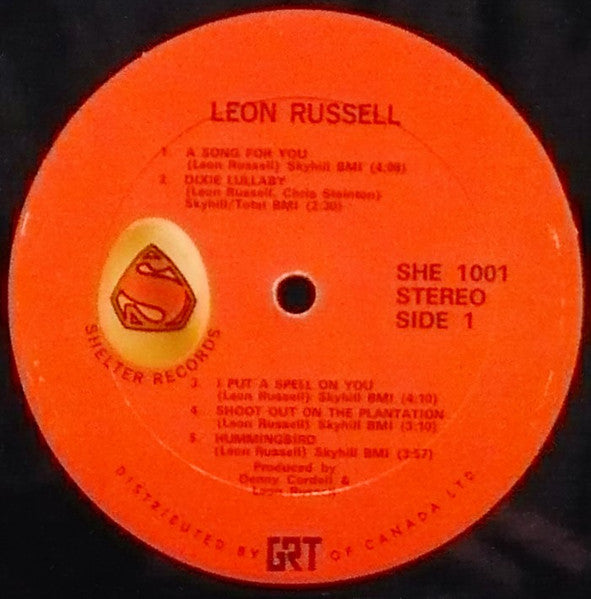 LEON RUSSELL
1. A SONG FOR YOU
(Leon Russell) Skyhill BMI (4:08)
2. DIXIE LULLABY
(Leon Russell, Chris Stainton)
Skyhill/Total BMI (2:30)
SHE 1001
STEREO
SIDE 1
SHELTER RECORDS
3. I PUT A SPELL ON YOU
(Leon Russell) Skyhill BMI (4:10)
4. SHOOT OUT ON THE PLANTATION
(Leon Russell) Skyhill BMI (3:10)
5. HUMMINGBIRD
(Leon Russell) Skyhill BMI (3:57)
Produced by
Denny Cordell &
Leon Russell
DISTRIBUTED BY GRT OF CANADA LTD.